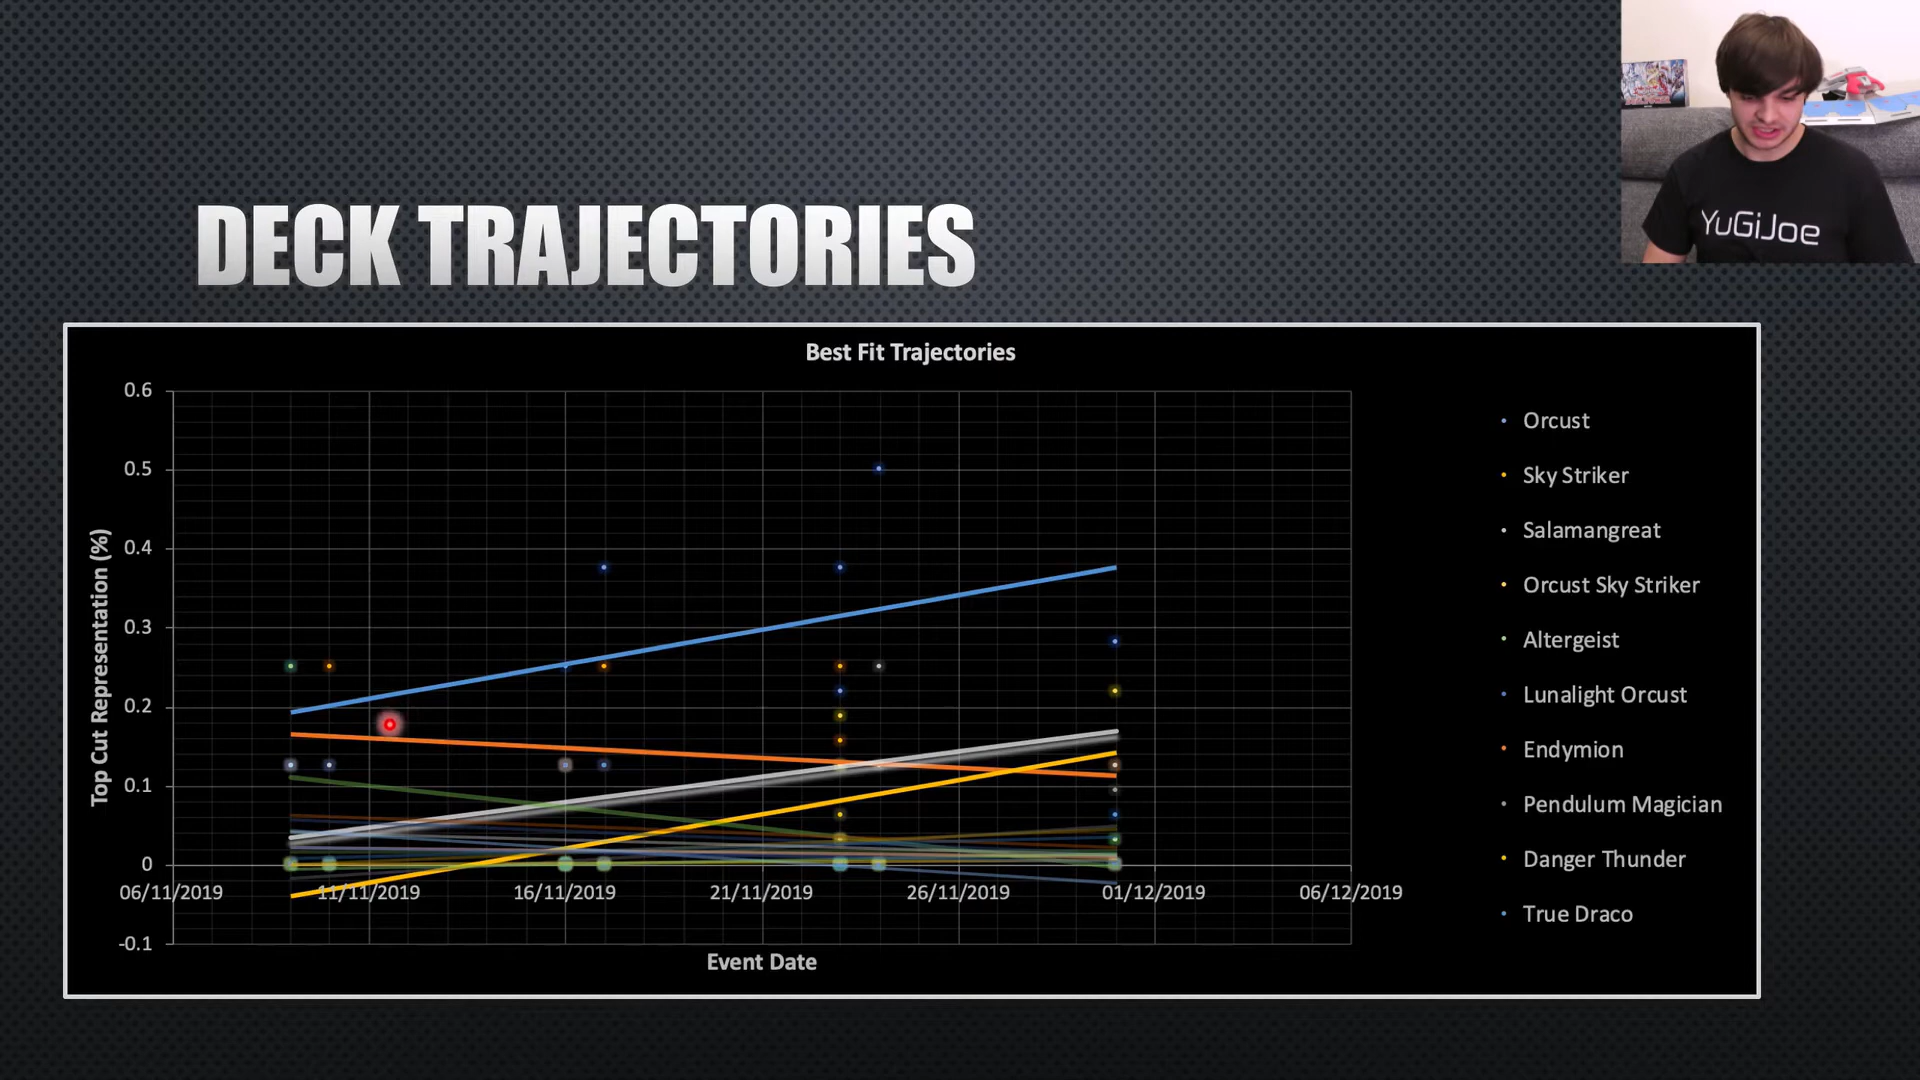 YuGiJoe
DECK TRAJECTORIES
Best Fit Trajectories
0.6
0.5
0.4
0.3
0.2
0.1
0
-0.1
Top Cut Representation (%)
06/11/2019
11/11/2019
16/11/2019
21/11/2019
26/11/2019
01/12/2019
06/12/2019
Event Date
Orcust
Sky Striker
Salamangreat
Orcust Sky Striker
Altergeist
Lunalight Orcust
Endymion
Pendulum Magician
Danger Thunder
True Draco